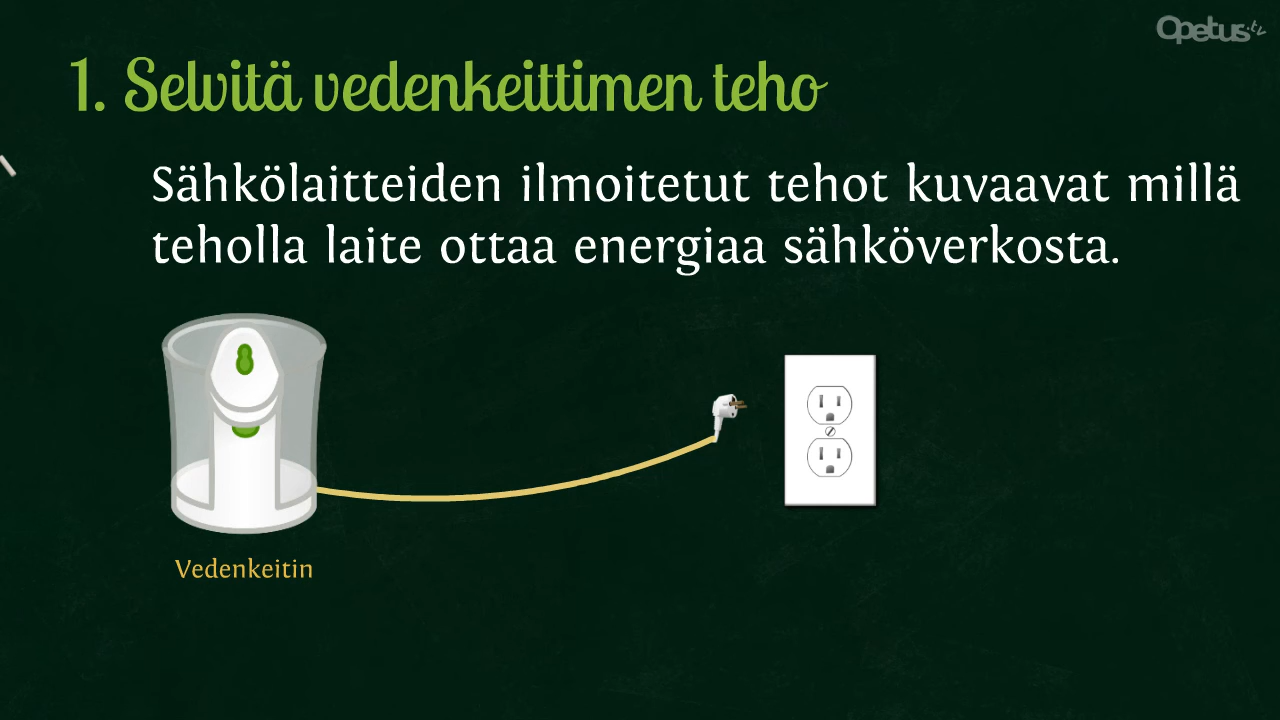 Opetus.tv
1. Selvitä vedenkeittimen teho
Sähkölaitteiden ilmoitetut tehot kuvaavat millä
teholla laite ottaa energiaa sähköverkosta.
Vedenkeitin